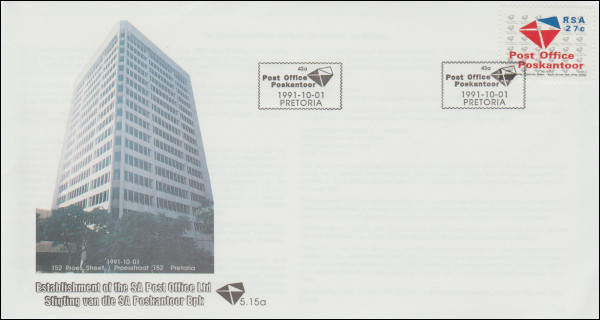 RSA
27c
Post Office
Poskantoor
43a
Post Office
Poskantoor
1991-10-01
PRETORIA
43a
Post Office
Poskantoor
1991-10-01
PRETORIA
1991-10-01
152 Proes Street / Proesstraat 152 Pretoria
Establishment of the SA Post Office Ltd
Stigting van die SA Poskantoor Bpk
5.15a